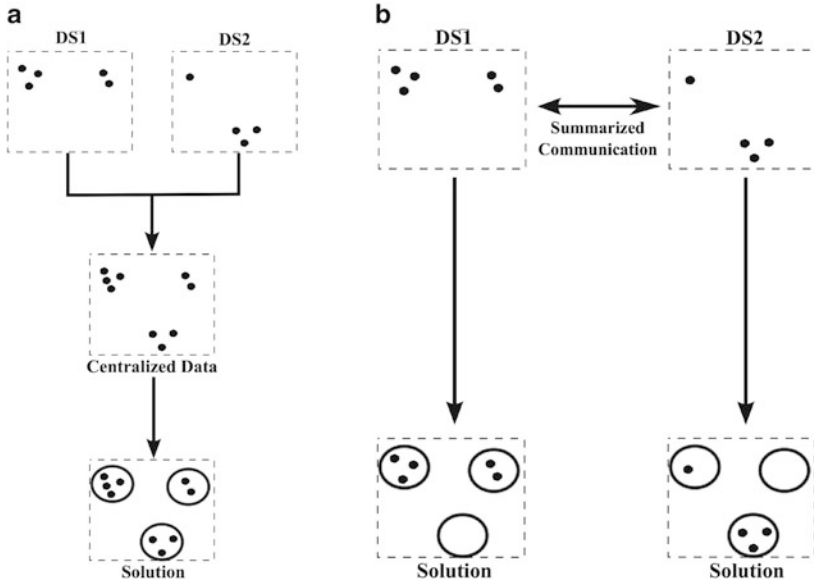 a
DS1
DS2
Centralized Data
Solution
b
DS1
DS2
Summarized
Communication
Solution
Solution